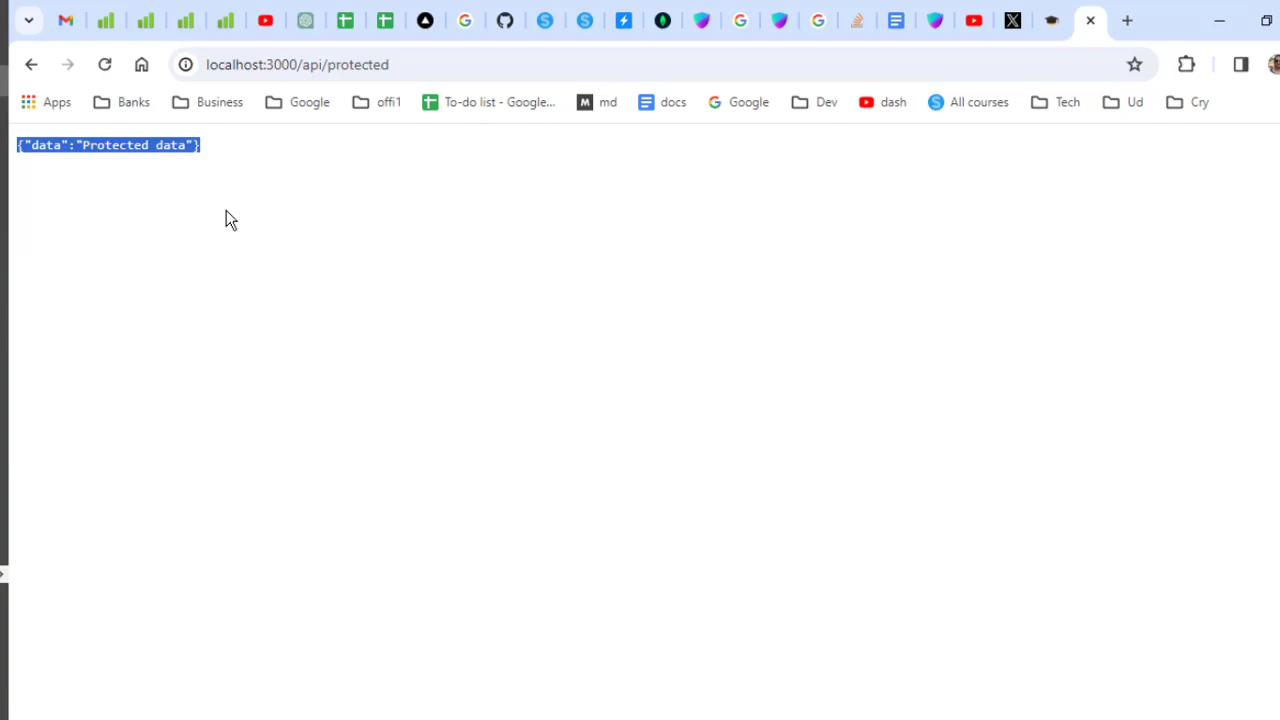 localhost:3000/api/protected
Apps Banks Business Google offi1 To-do list - Google... M md docs Google Dev dash All courses Tech Ud Cry
{"data":"Protected data"}